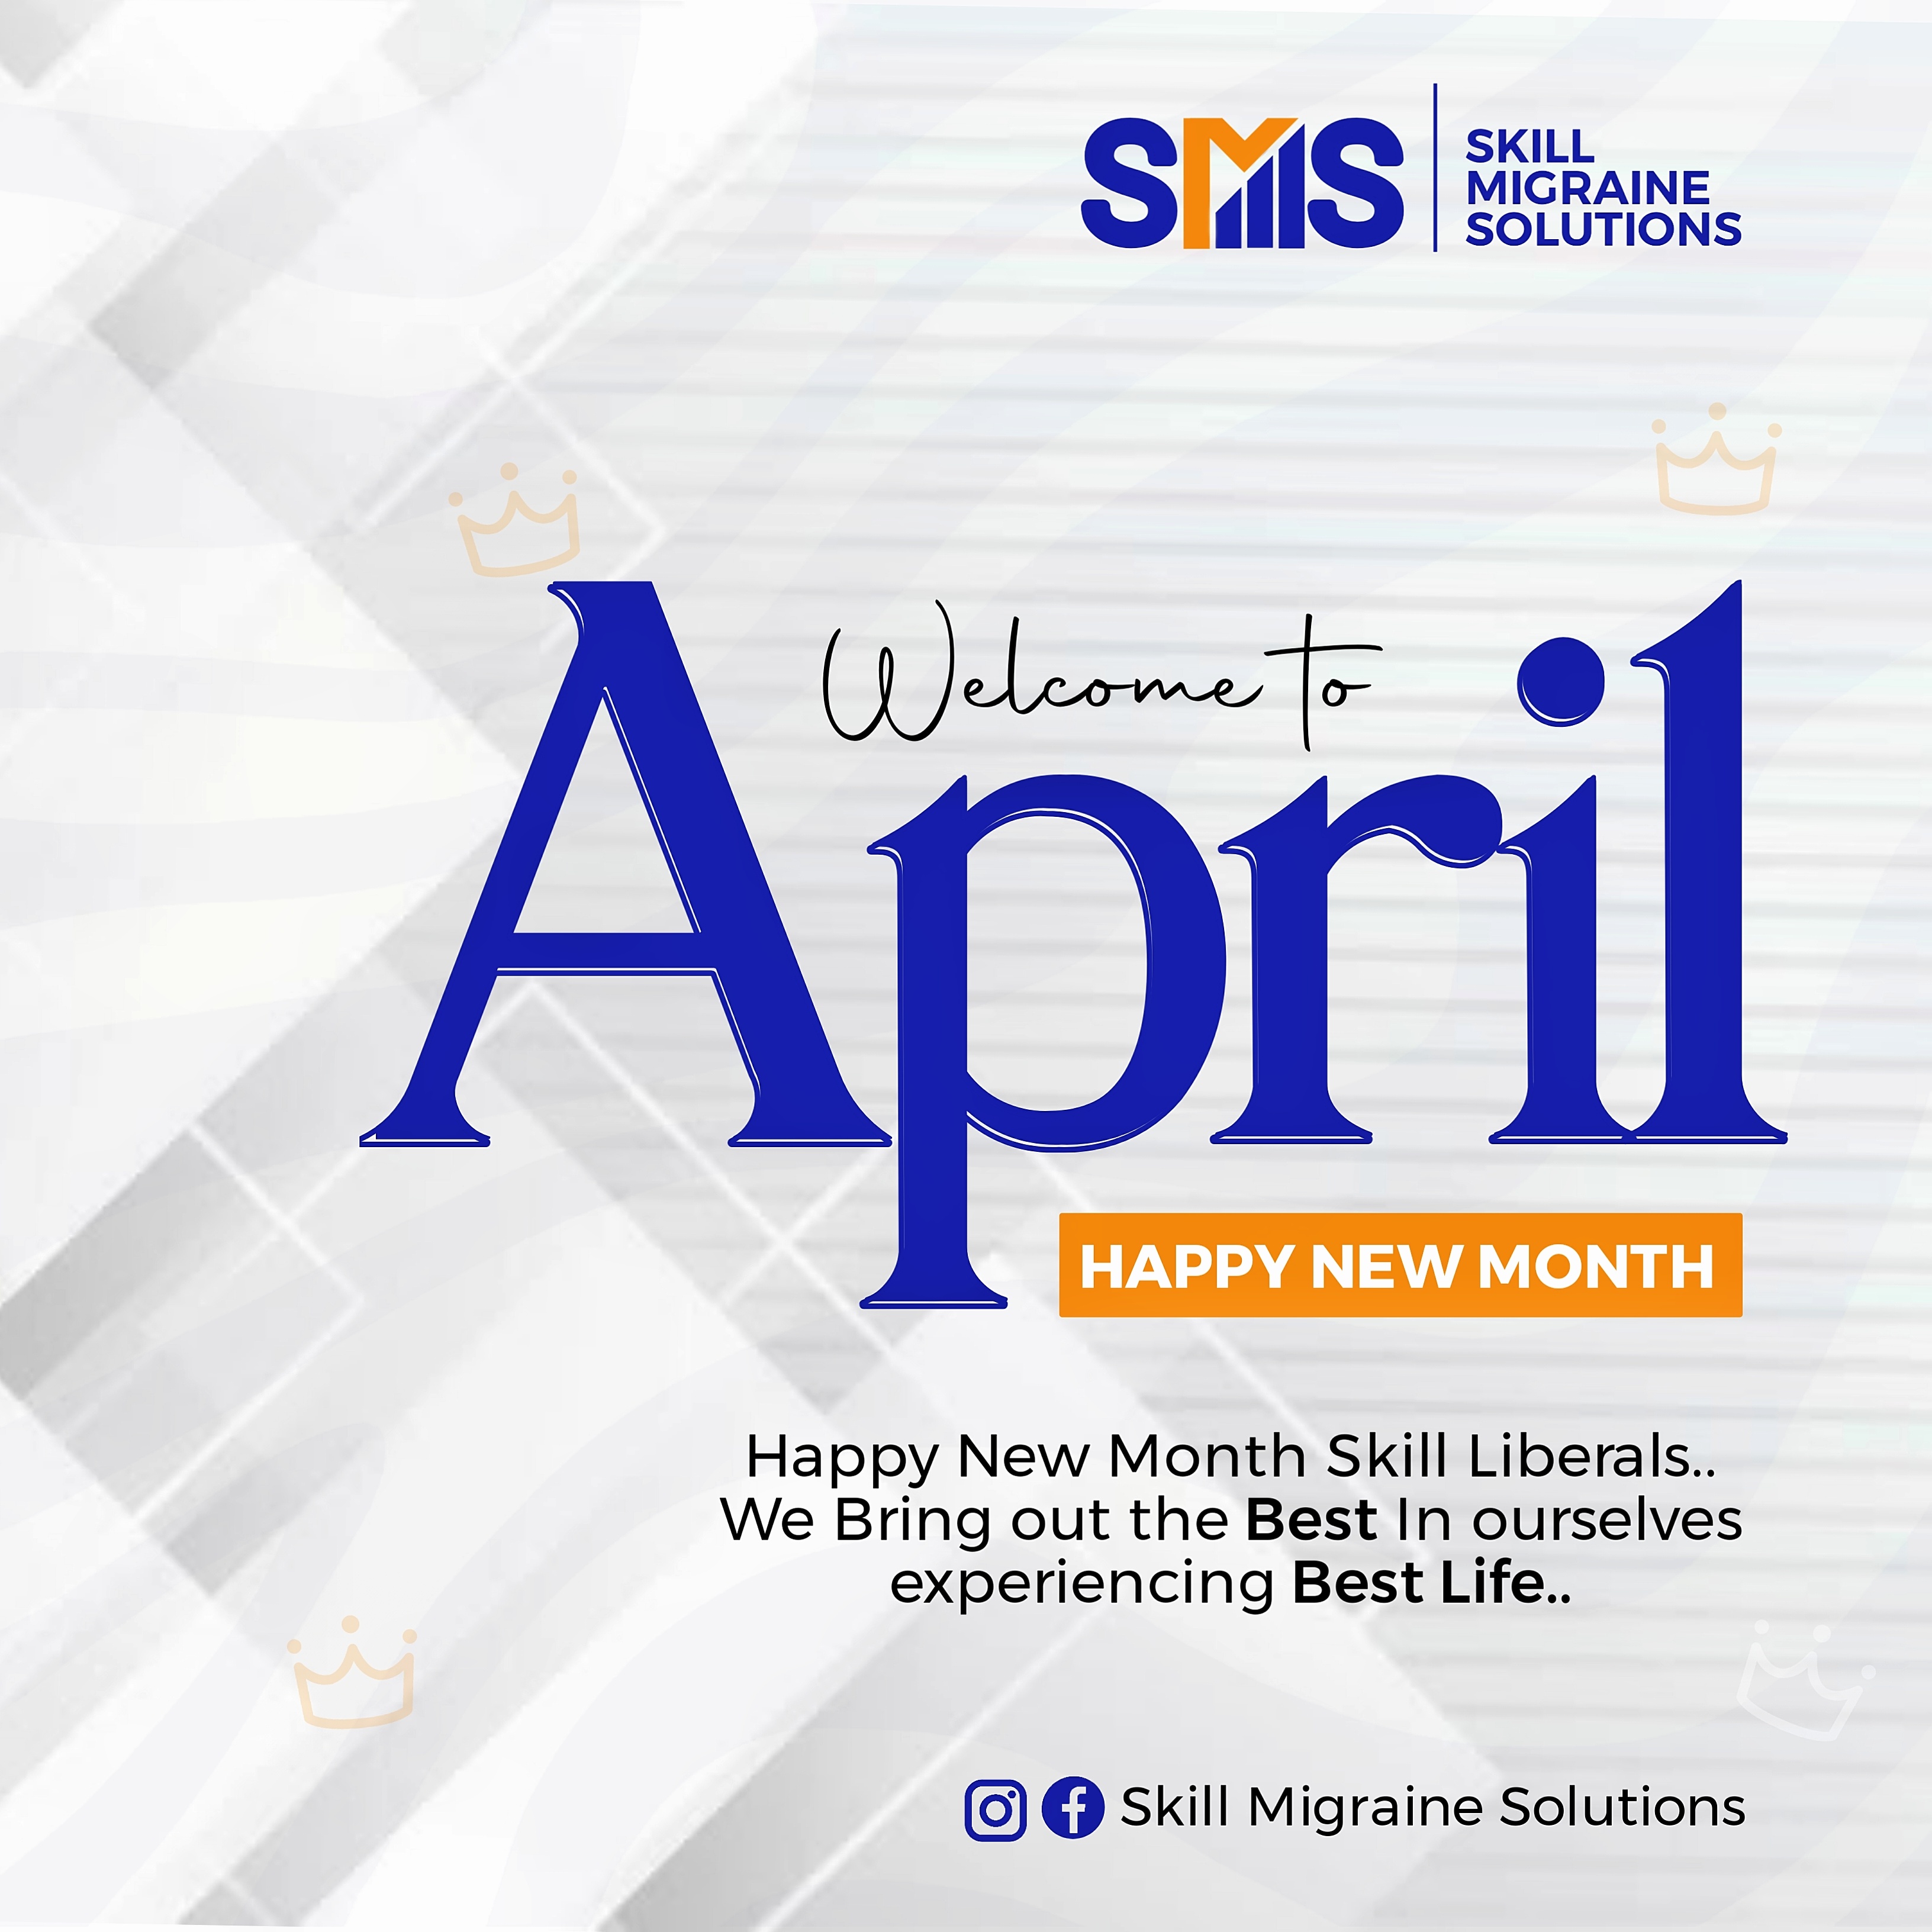 SMS
SKILL
MIGRAINE
SOLUTIONS
Welcome to
April
HAPPY NEW MONTH
Happy New Month Skill Liberals..
We Bring out the Best In ourselves
experiencing Best Life..
Skill Migraine Solutions